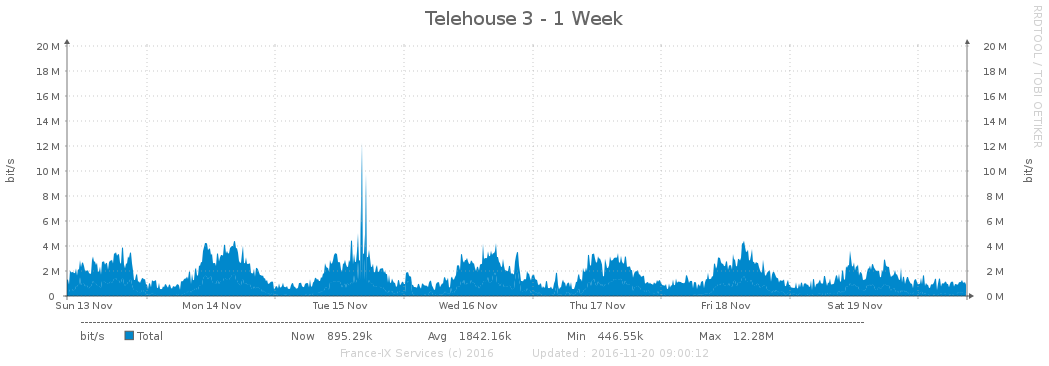 Telehouse 3 - 1 Week
RRDTOOL / TOBI OETIKER
20 M 20 M
18 M 18 M
16 M 16 M
14 M 14 M
12 M 12 M
10 M 10 M
8 M 8 M
6 M 6 M
4 M 4 M
2 M 2 M
0 0 M
bit/s bit/s
Sun 13 Nov Mon 14 Nov Tue 15 Nov Wed 16 Nov Thu 17 Nov Fri 18 Nov Sat 19 Nov
bit/s Total Now 895.29k Avg 1842.16k Min 446.55k Max 12.28M
France-IX Services (c) 2016 Updated : 2016-11-20 09:00:12